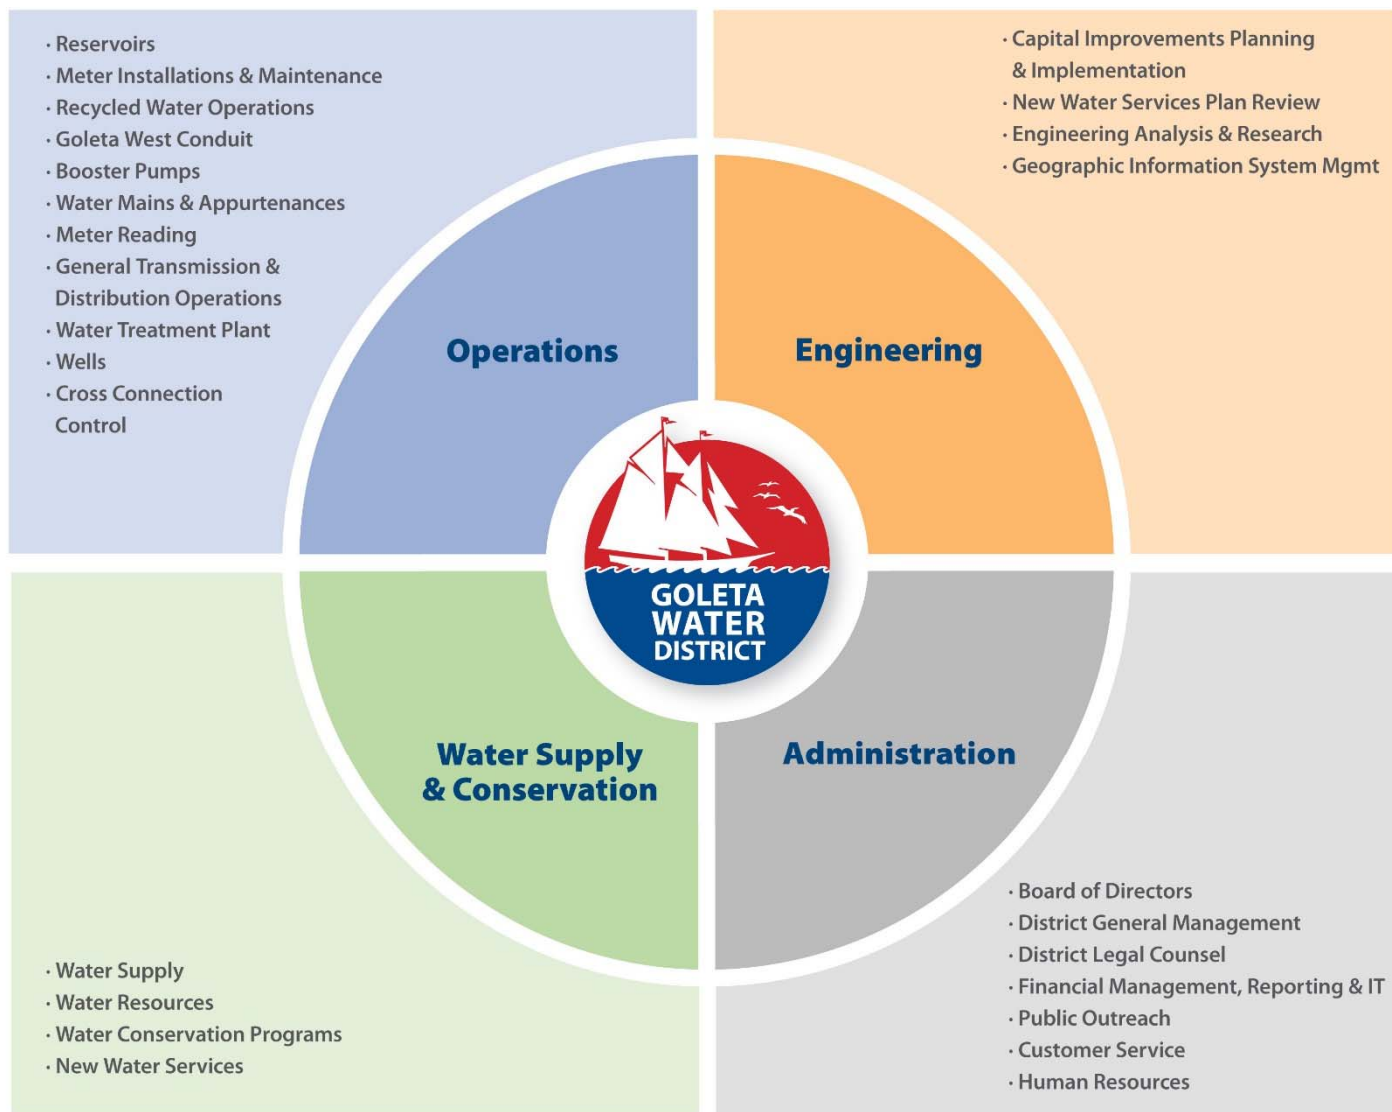 · Reservoirs
· Meter Installations & Maintenance
· Recycled Water Operations
· Goleta West Conduit
· Booster Pumps
· Water Mains & Appurtenances
· Meter Reading
· General Transmission &
Distribution Operations
· Water Treatment Plant
· Wells
· Cross Connection
Control
Operations
· Capital Improvements Planning
& Implementation
· New Water Services Plan Review
· Engineering Analysis & Research
· Geographic Information System Mgmt
Engineering
GOLETA
WATER
DISTRICT
Water Supply
& Conservation
· Water Supply
· Water Resources
· Water Conservation Programs
· New Water Services
Administration
· Board of Directors
· District General Management
· District Legal Counsel
· Financial Management, Reporting & IT
· Public Outreach
· Customer Service
· Human Resources